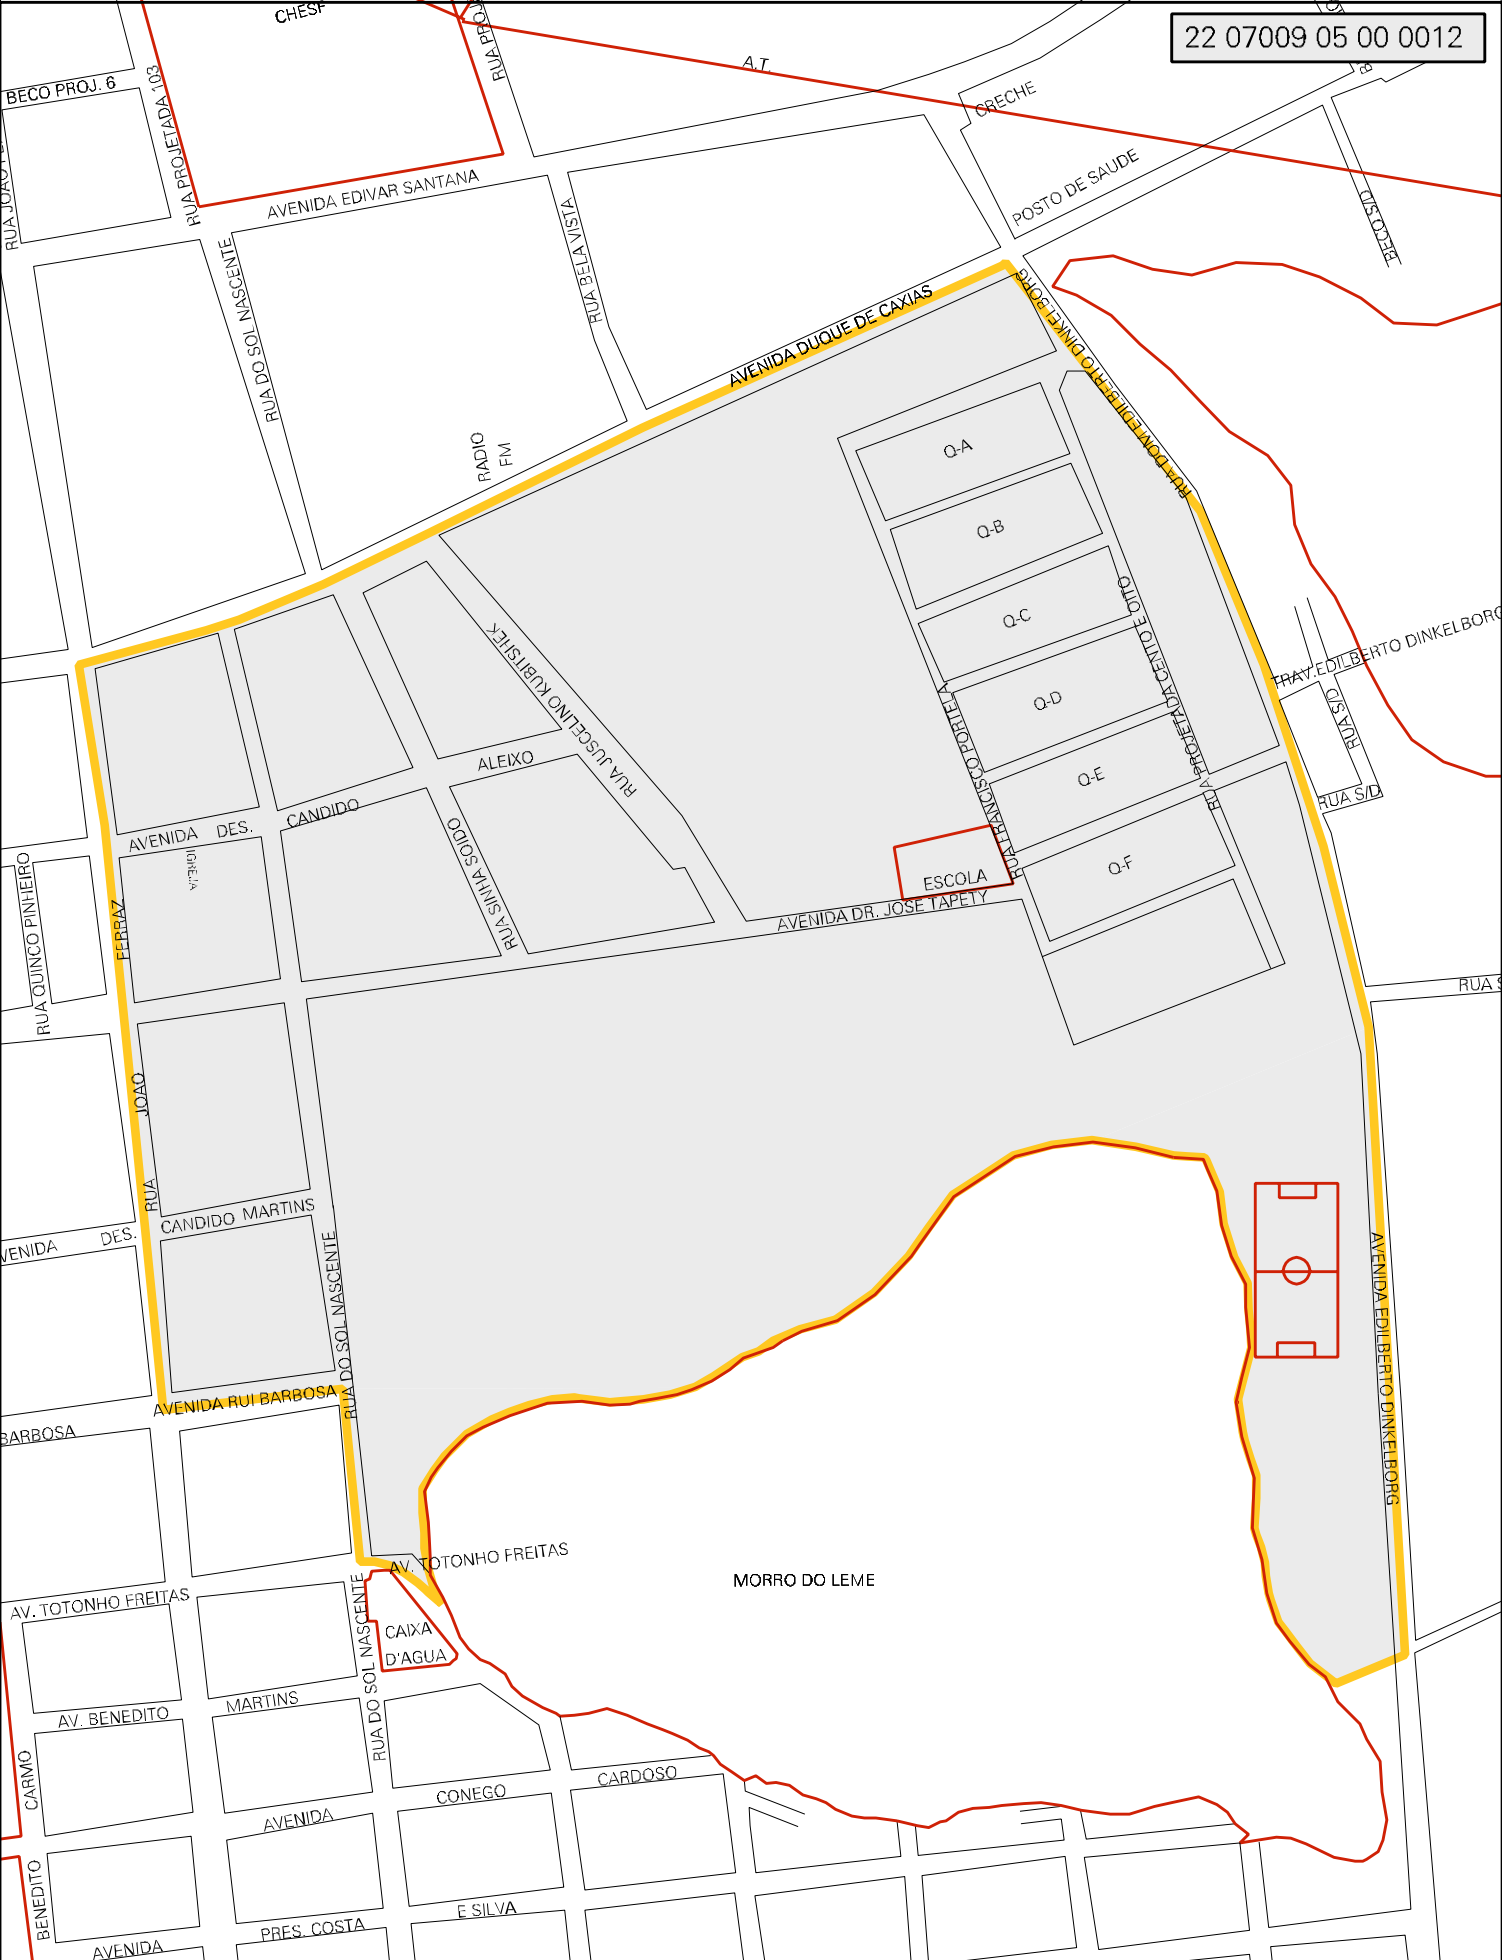 CHESF
RUA PROJ
22 07009 05 00 0012
A.T.
BECO PROJ. 6
RUA PROJETADA 103
CRECHE
POSTO DE SAUDE
AVENIDA EDIVAR SANTANA
RUA BELA VISTA
BECO S/D
RUA DO SOL NASCENTE
AVENIDA DUQUE DE CAXIAS
RUA DOM EDILBERTO DINKELBORG
RADIO
FM
Q-A
Q-B
Q-C
Q-D
Q-E
Q-F
RUA PROJETADA CENTO E OITO
RUA FRANCISCO PORTELA
TRAV.EDILBERTO DINKELBORG
RUA S/D
RUA S/D
RUA JUSCELINO KUBITSHEK
ALEIXO
CANDIDO
AVENIDA DES.
IGREJA
RUA SINHA SOIDO
RUA QUINCO PINHEIRO
ESCOLA
AVENIDA DR. JOSE TAPETY
RUA S
RUA JOAO FERRAZ
VENIDA DES. CANDIDO MARTINS
RUA DO SOL NASCENTE
AVENIDA EDILBERTO DINKELBORG
AVENIDA RUI BARBOSA
BARBOSA
AV. TOTONHO FREITAS
AV. TOTONHO FREITAS
MORRO DO LEME
CAIXA
D'AGUA
RUA DO SOL NASCENTE
AV. BENEDITO MARTINS
CARMO
BENEDITO
AVENIDA CONEGO CARDOSO
AVENIDA PRES. COSTA E SILVA